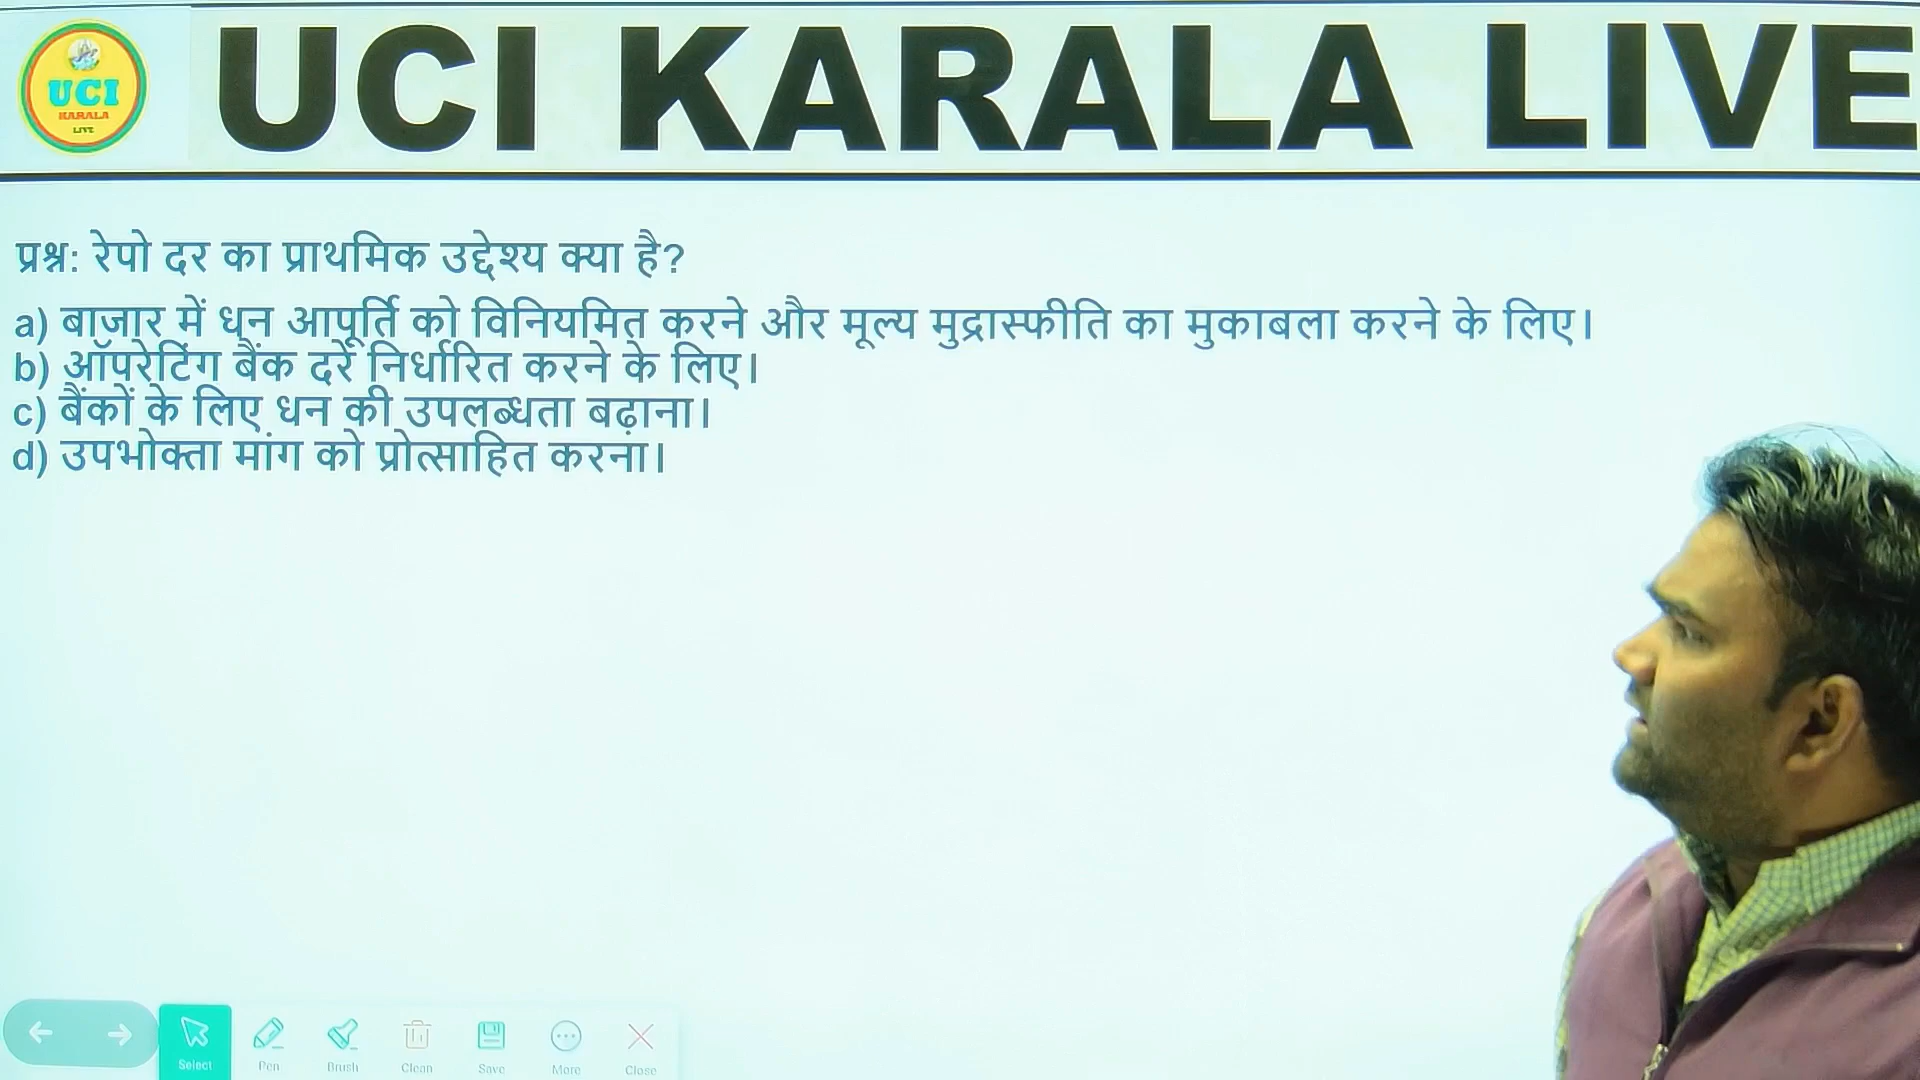 UCI KARALA LIVE
UCI
KARALA
LIVE
प्रश्न: रेपो दर का प्राथमिक उद्देश्य क्या है?
a) बाजार में धन आपूर्ति को विनियमित करने और मूल्य मुद्रास्फीति का मुकाबला करने के लिए।
b) ऑपरेटिंग बैंक दरें निर्धारित करने के लिए।
c) बैंकों के लिए धन की उपलब्धता बढ़ाना।
d) उपभोक्ता मांग को प्रोत्साहित करना।
Select Pen Brush Clean Save More Close